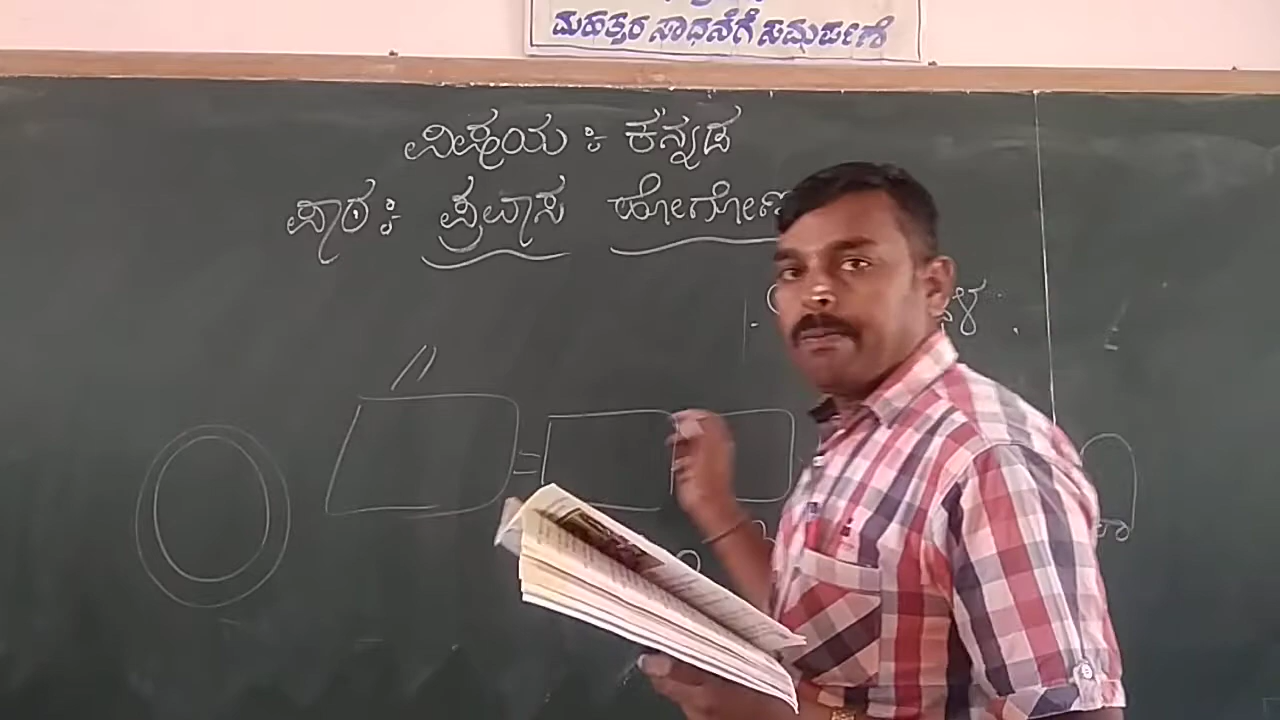 ಮಹತ್ತರ ಸಾಧನೆಗೆ ಸಮರ್ಪಣೆ
ವಿಷಯ : ಕನ್ನಡ
ಪಾಠ : ಪ್ರವಾಸ ಹೋಗೋಣ